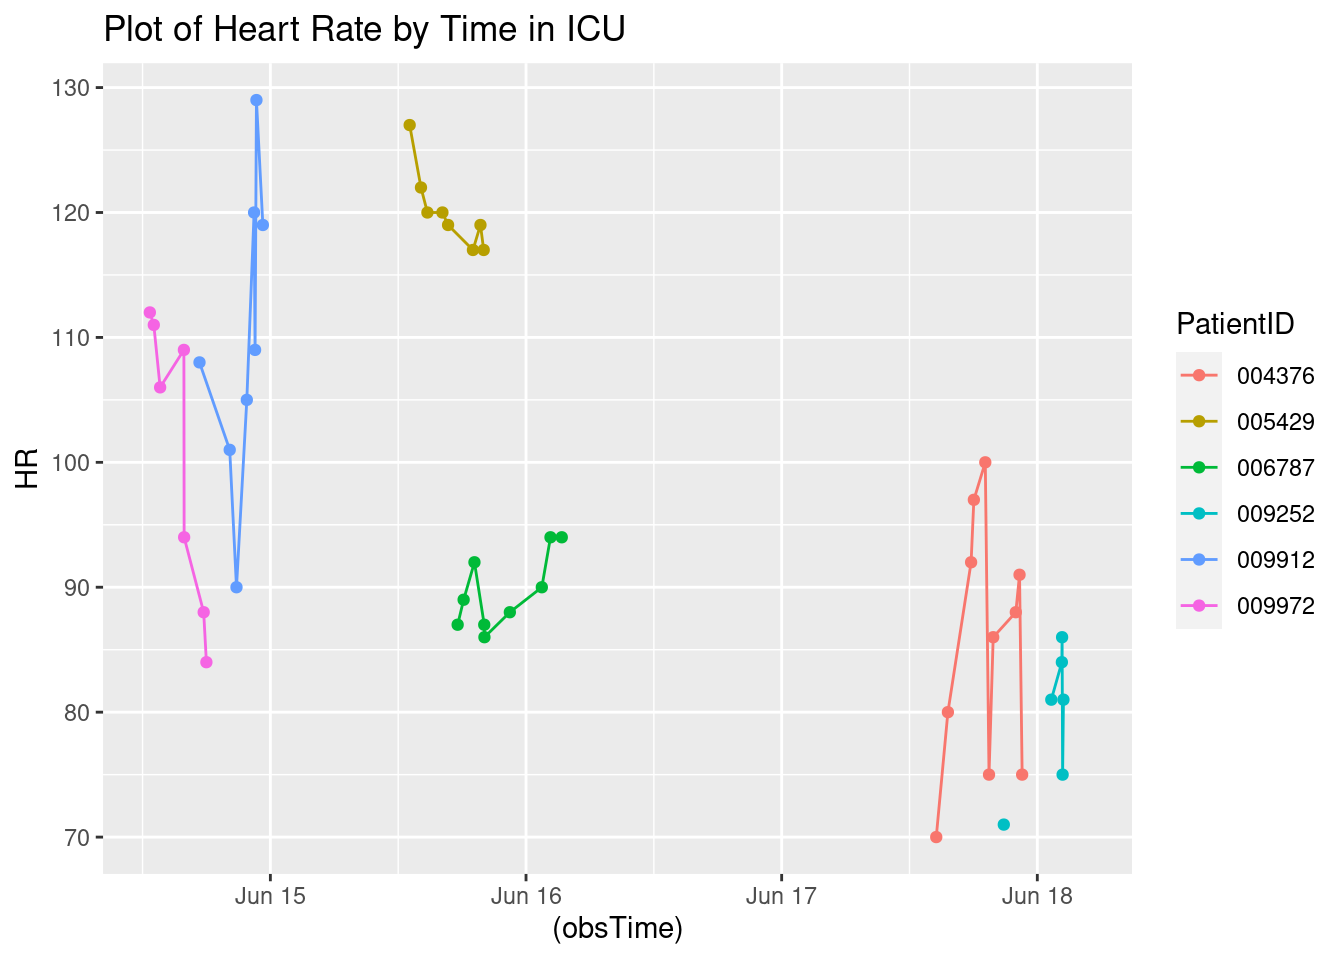 Plot of Heart Rate by Time in ICU
130
120
110
100
90
80
70
HR
Jun 15
Jun 16
Jun 17
Jun 18
(obsTime)
PatientID
004376
005429
006787
009252
009912
009972